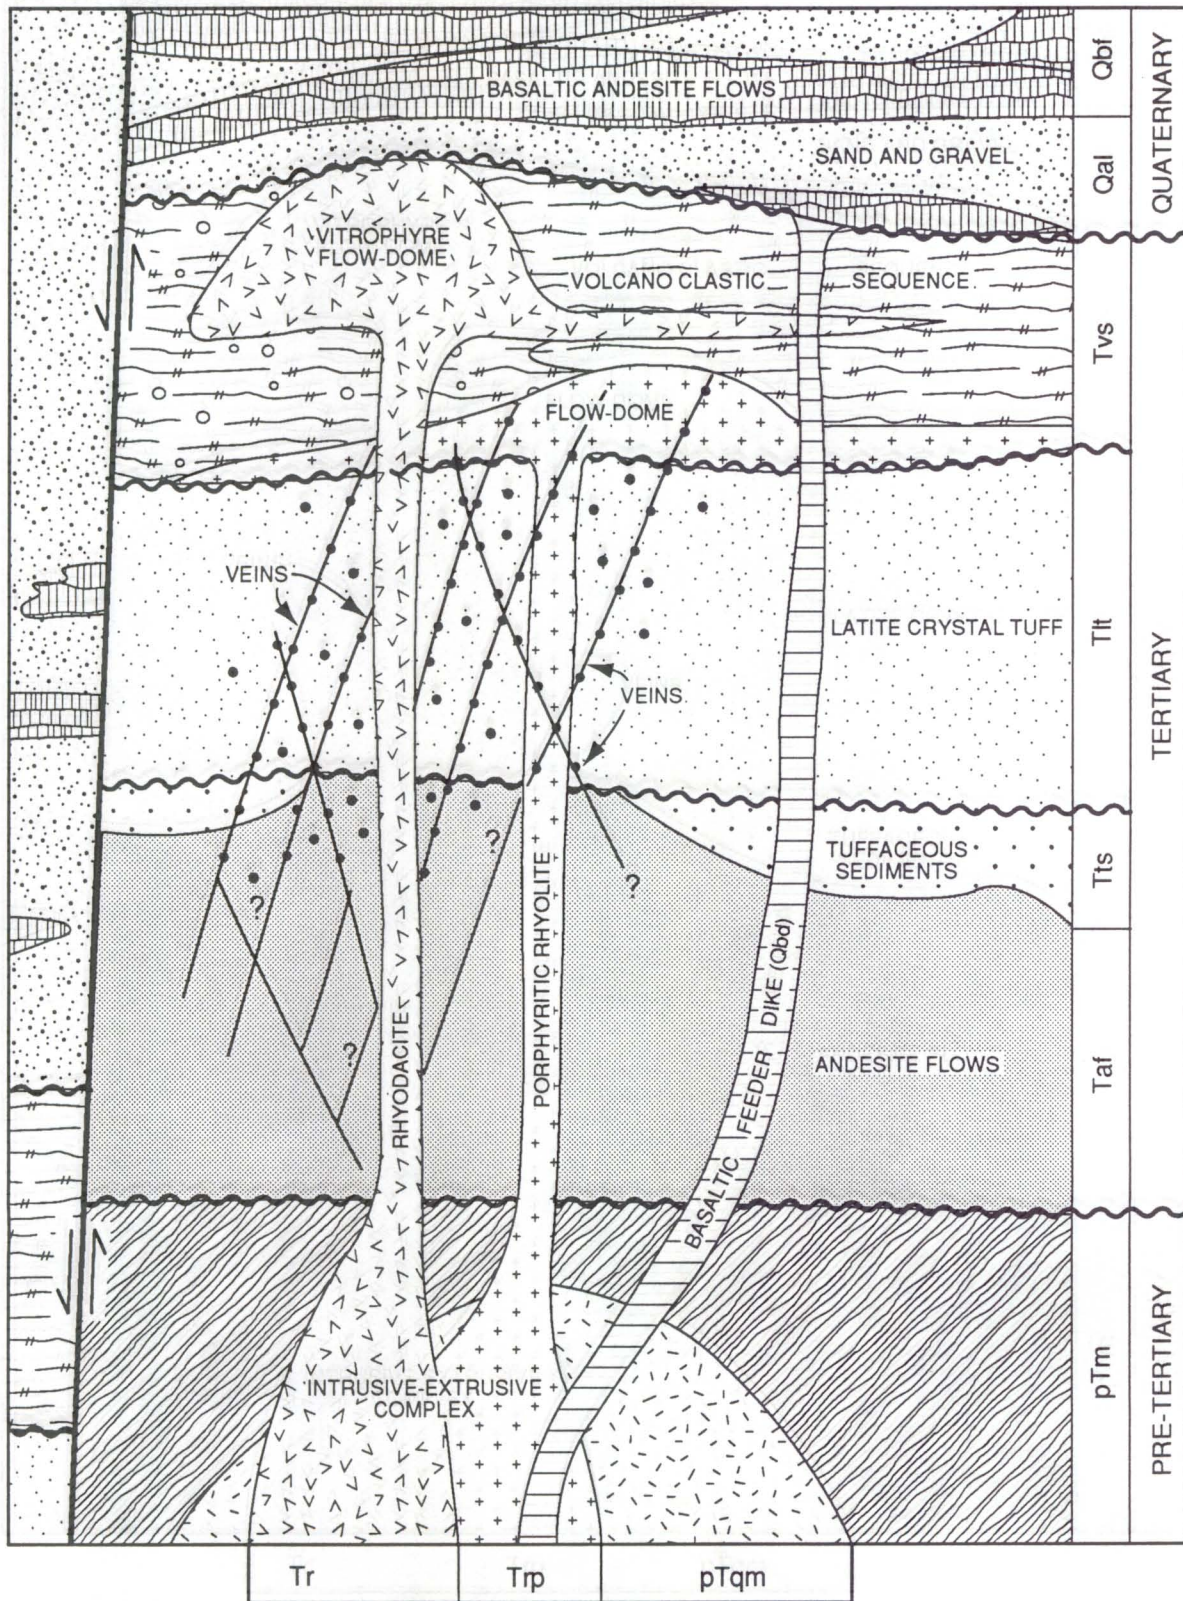 BASALTIC ANDESITE FLOWS
SAND AND GRAVEL
VITROPHYRE
FLOW-DOME
VOLCANO CLASTIC
SEQUENCE
FLOW-DOME
VEINS
LATITE CRYSTAL TUFF
VEINS
TUFFACEOUS
SEDIMENTS
?
?
?
?
RHYODACITE
PORPHYRITIC RHYOLITE
BASALTIC FEEDER DIKE (Qbd)
ANDESITE FLOWS
INTRUSIVE-EXTRUSIVE
COMPLEX
Qbf
Qal
Tvs
Tlt
Tts
Taf
pTm
QUATERNARY
TERTIARY
PRE-TERTIARY
Tr
Trp
pTqm